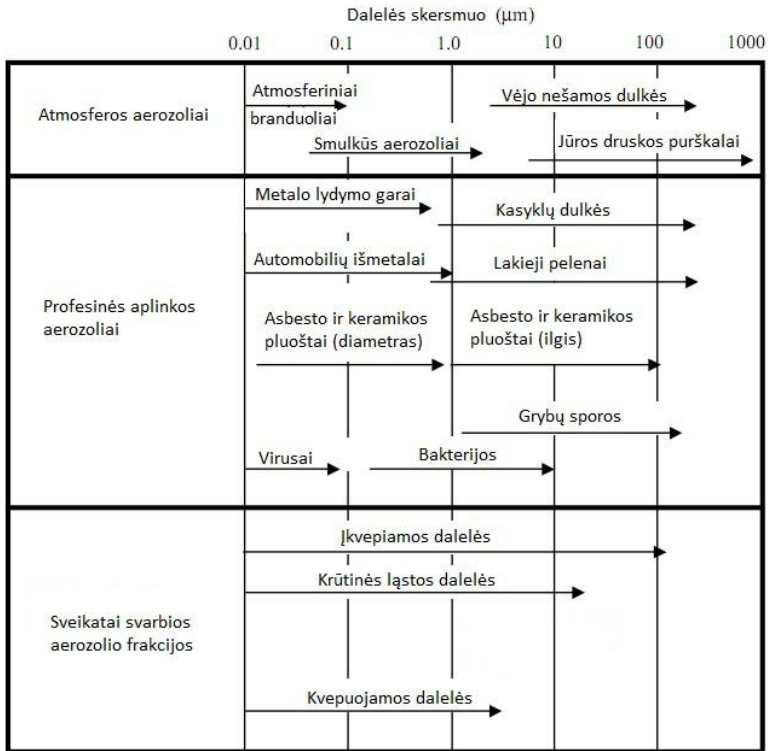 Dalelės skersmuo (µm)
0.01 0.1 1.0 10 100 1000
Atmosferos aerozoliai
Atmosferiniai
branduoliai
Vėjo nešamos dulkės
Smulkūs aerozoliai
Jūros druskos purškalai
Profesinės aplinkos
aerozoliai
Metalo lydymo garai
Kasyklų dulkės
Automobilių išmetalai
Lakieji pelenai
Asbesto ir keramikos
pluoštai (diametras)
Asbesto ir keramikos
pluoštai (ilgis)
Grybų sporos
Virusai
Bakterijos
Sveikatai svarbios
aerozolio frakcijos
Įkvepiamos dalelės
Krūtinės ląstos dalelės
Kvepuojamos dalelės